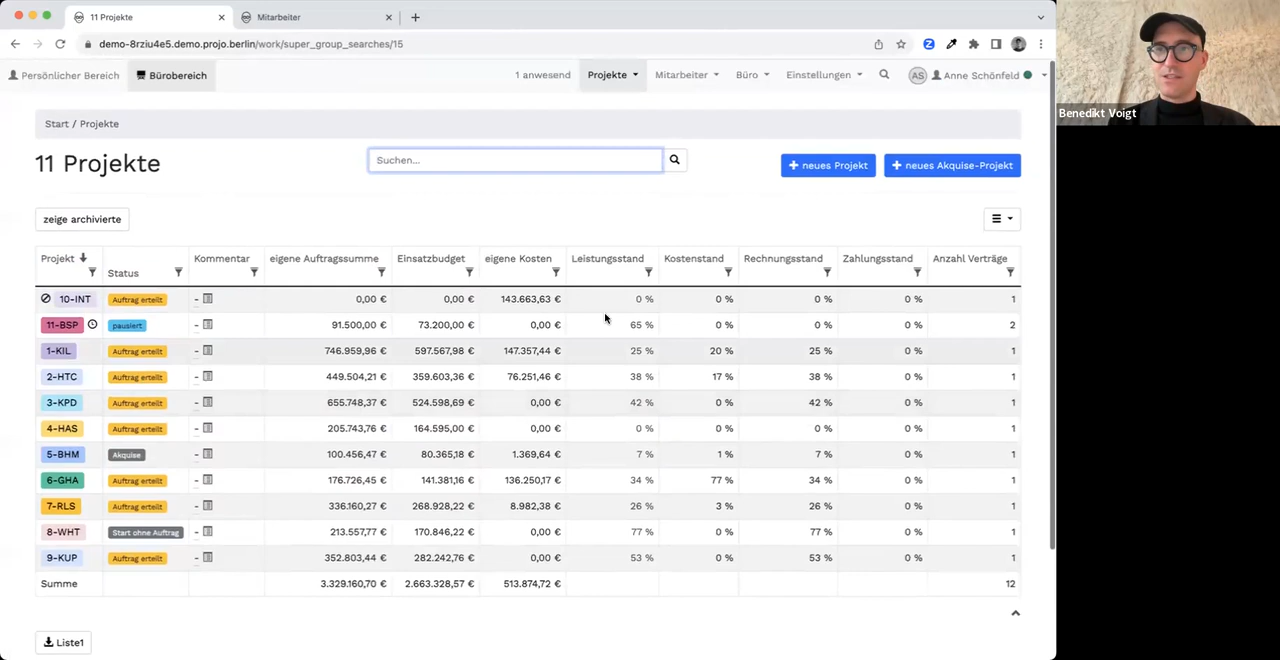 11 Projekte
Mitarbeiter
demo-8rziu4e5.demo.projo.berlin/work/super_group_searches/15
Persönlicher Bereich
Bürobereich
1 anwesend
Projekte
Mitarbeiter
Büro
Einstellungen
AS
Anne Schönfeld
Benedikt Voigt
Start / Projekte
11 Projekte
Suchen...
+ neues Projekt
+ neues Akquise-Projekt
zeige archivierte
Projekt Status Kommentar eigene Auftragssumme Einsatzbudget eigene Kosten Leistungsstand Kostenstand Rechnungsstand Zahlungsstand Anzahl Verträge
10-INT Auftrag erteilt - 0,00 € 0,00 € 143.663,63 € 0 % 0 % 0 % 0 % 1
11-BSP pausiert - 91.500,00 € 73.200,00 € 0,00 € 65 % 0 % 0 % 0 % 2
1-KIL Auftrag erteilt - 746.959,96 € 597.567,98 € 147.357,44 € 25 % 20 % 25 % 0 % 1
2-HTC Auftrag erteilt - 449.504,21 € 359.603,36 € 76.251,46 € 38 % 17 % 38 % 0 % 1
3-KPD Auftrag erteilt - 655.748,37 € 524.598,69 € 0,00 € 42 % 0 % 42 % 0 % 1
4-HAS Auftrag erteilt - 205.743,76 € 164.595,00 € 0,00 € 0 % 0 % 0 % 0 % 1
5-BHM Akquise - 100.456,47 € 80.365,18 € 1.369,64 € 7 % 1 % 7 % 0 % 1
6-GHA Auftrag erteilt - 176.726,45 € 141.381,16 € 136.250,17 € 34 % 77 % 34 % 0 % 1
7-RLS Auftrag erteilt - 336.160,27 € 268.928,22 € 8.982,38 € 26 % 3 % 26 % 0 % 1
8-WHT Start ohne Auftrag - 213.557,77 € 170.846,22 € 0,00 € 77 % 0 % 77 % 0 % 1
9-KUP Auftrag erteilt - 352.803,44 € 282.242,76 € 0,00 € 53 % 0 % 53 % 0 % 1
Summe 3.329.160,70 € 2.663.328,57 € 513.874,72 € 12
Liste1